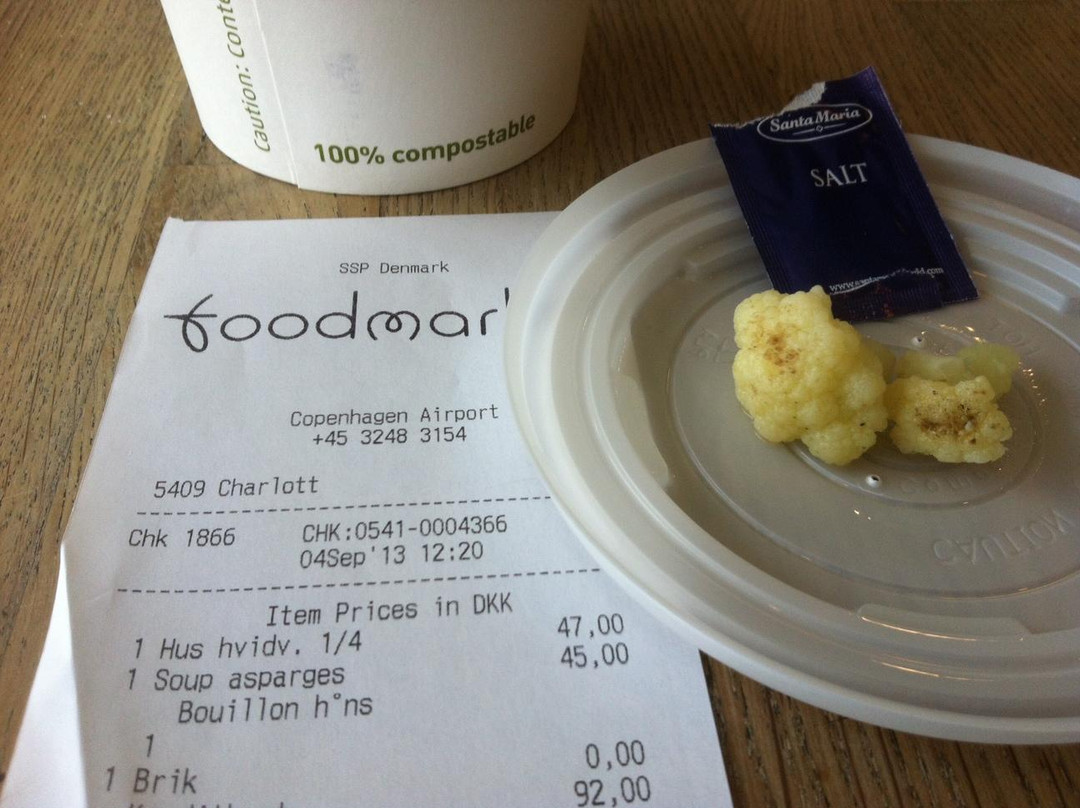 Caution: Conte
100% compostable
Santa Maria
SALT
SSP Denmark
foodmar
Copenhagen Airport
+45 3248 3154
5409 Charlott
Chk 1866 CHK:0541-0004366
04Sep'13 12:20
Item Prices in DKK
1 Hus hvidv. 1/4 47,00
1 Soup asparges 45,00
Bouillon h°ns
1 0,00
1 Brik 92,00
CAUTION